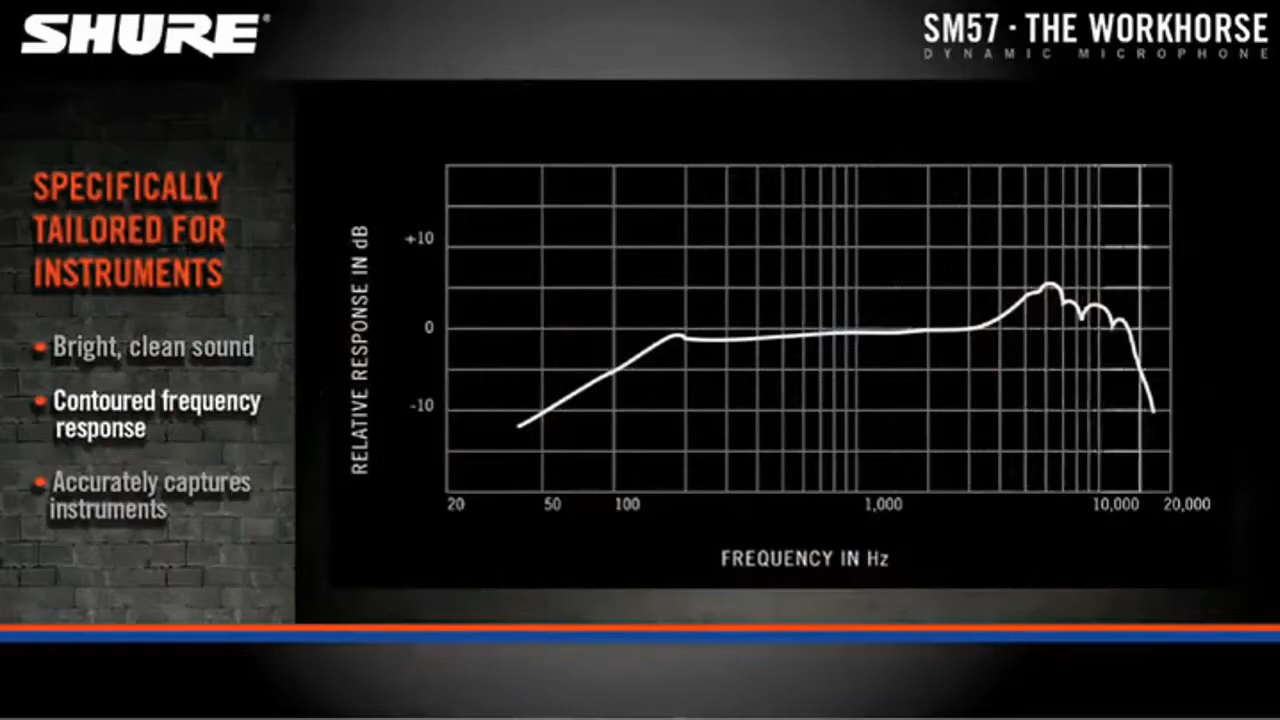 SHURE®
SM57 · THE WORKHORSE
DYNAMIC MICROPHONE
SPECIFICALLY
TAILORED FOR
INSTRUMENTS
• Bright, clean sound
• Contoured frequency
response
• Accurately captures
instruments
RELATIVE RESPONSE IN dB
+10
0
-10
20 50 100 1,000 10,000 20,000
FREQUENCY IN Hz